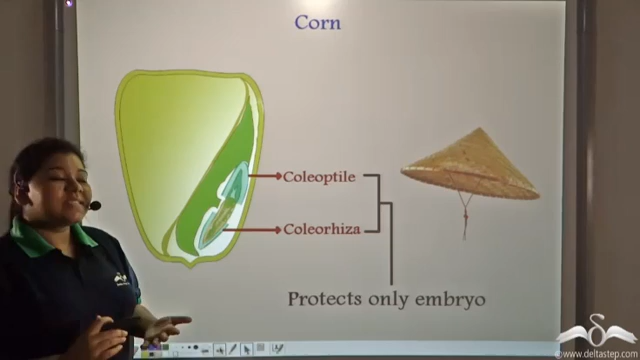 Corn
Coleoptile
Coleorhiza
Protects only embryo
©www.deltastep.com